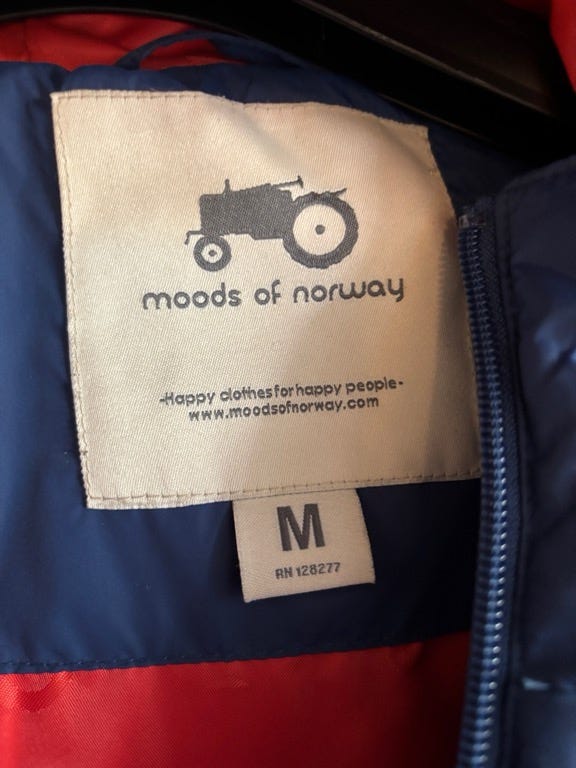 moods of norway
-Happy clothes for happy people-
www.moodsofnorway.com
M
RN 128277